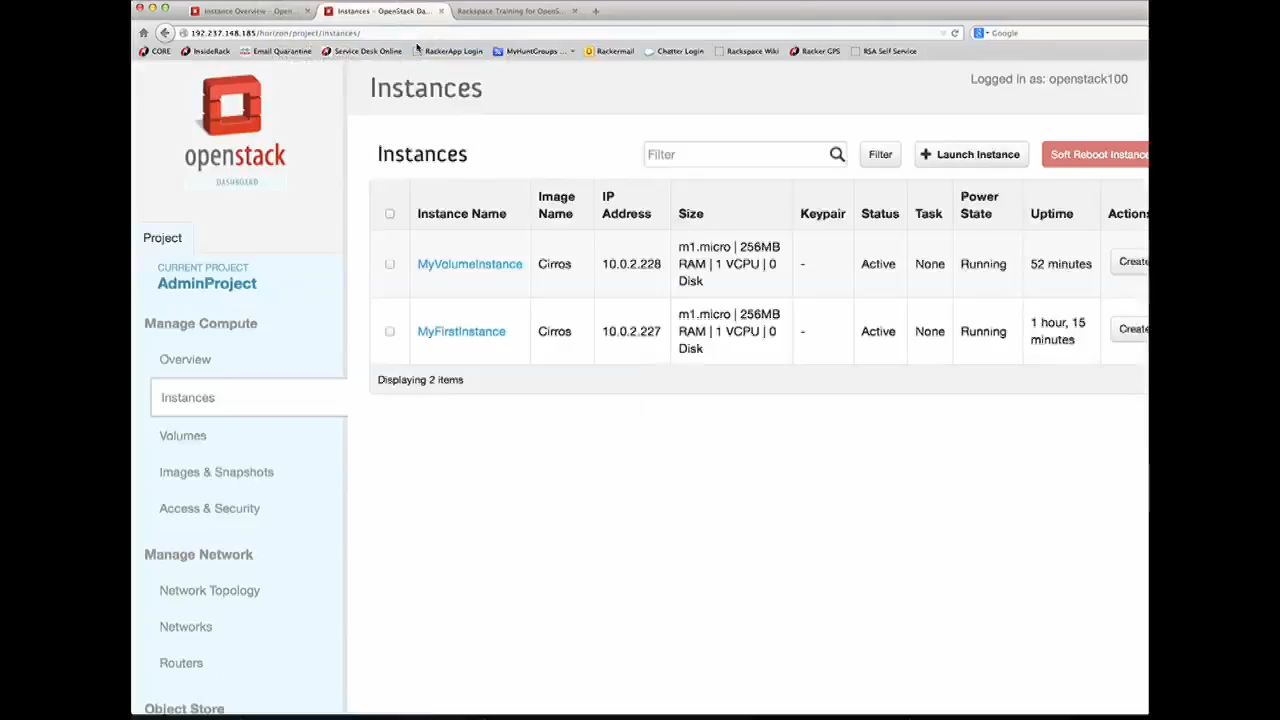 Instance Overview - Open...
Instances - OpenStack Da...
Rackspace Training for OpenS...
192.237.148.185/horizon/project/instances/
Google
CORE
InsideRack
Email Quarantine
Service Desk Online
RackerApp Login
MyHuntGroups ...
Rackermail
Chatter Login
Rackspace Wiki
Racker GPS
RSA Self Service
openstack
DASHBOARD
Project
CURRENT PROJECT
AdminProject
Manage Compute
Overview
Instances
Volumes
Images & Snapshots
Access & Security
Manage Network
Network Topology
Networks
Routers
Object Store
Instances
Logged in as: openstack100
Instances
Filter
Filter
+ Launch Instance
Soft Reboot Instance
Instance Name
Image
Name
IP
Address
Size
Keypair
Status
Task
Power
State
Uptime
Actions
MyVolumeInstance
Cirros
10.0.2.228
m1.micro | 256MB
RAM | 1 VCPU | 0
Disk
-
Active
None
Running
52 minutes
Create
MyFirstInstance
Cirros
10.0.2.227
m1.micro | 256MB
RAM | 1 VCPU | 0
Disk
-
Active
None
Running
1 hour, 15
minutes
Create
Displaying 2 items